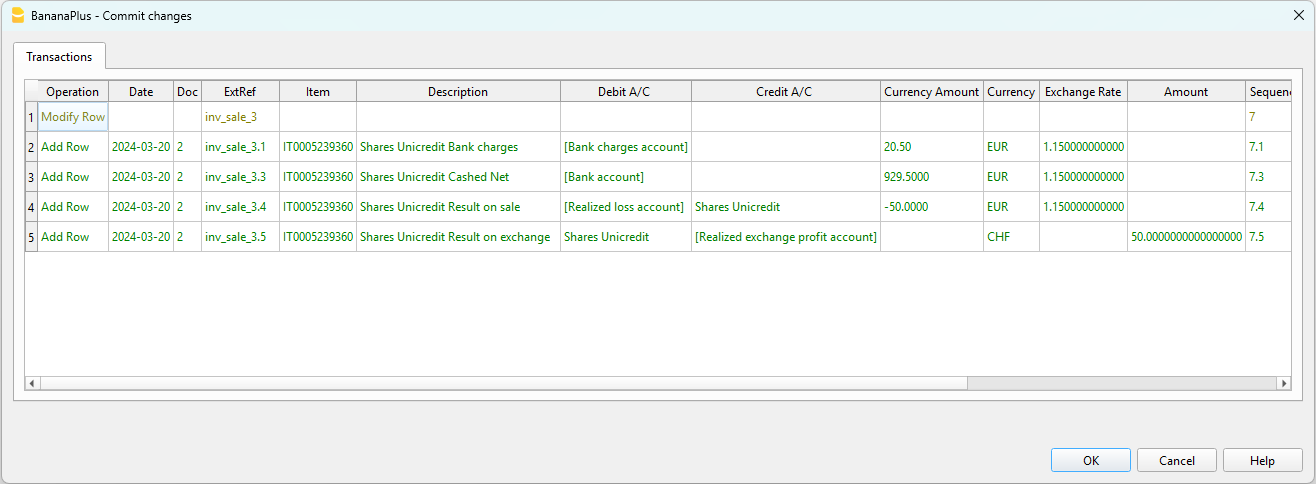 BananaPlus - Commit changes
Transactions
Operation Date Doc ExtRef Item Description Debit A/C Credit A/C Currency Amount Currency Exchange Rate Amount Sequenc
1 Modify Row inv_sale_3 7
2 Add Row 2024-03-20 2 inv_sale_3.1 IT0005239360 Shares Unicredit Bank charges [Bank charges account] 20.50 EUR 1.150000000000 7.1
3 Add Row 2024-03-20 2 inv_sale_3.3 IT0005239360 Shares Unicredit Cashed Net [Bank account] 929.5000 EUR 1.150000000000 7.3
4 Add Row 2024-03-20 2 inv_sale_3.4 IT0005239360 Shares Unicredit Result on sale [Realized loss account] Shares Unicredit -50.0000 EUR 1.150000000000 7.4
5 Add Row 2024-03-20 2 inv_sale_3.5 IT0005239360 Shares Unicredit Result on exchange Shares Unicredit [Realized exchange profit account] CHF 50.0000000000000000 7.5
OK Cancel Help